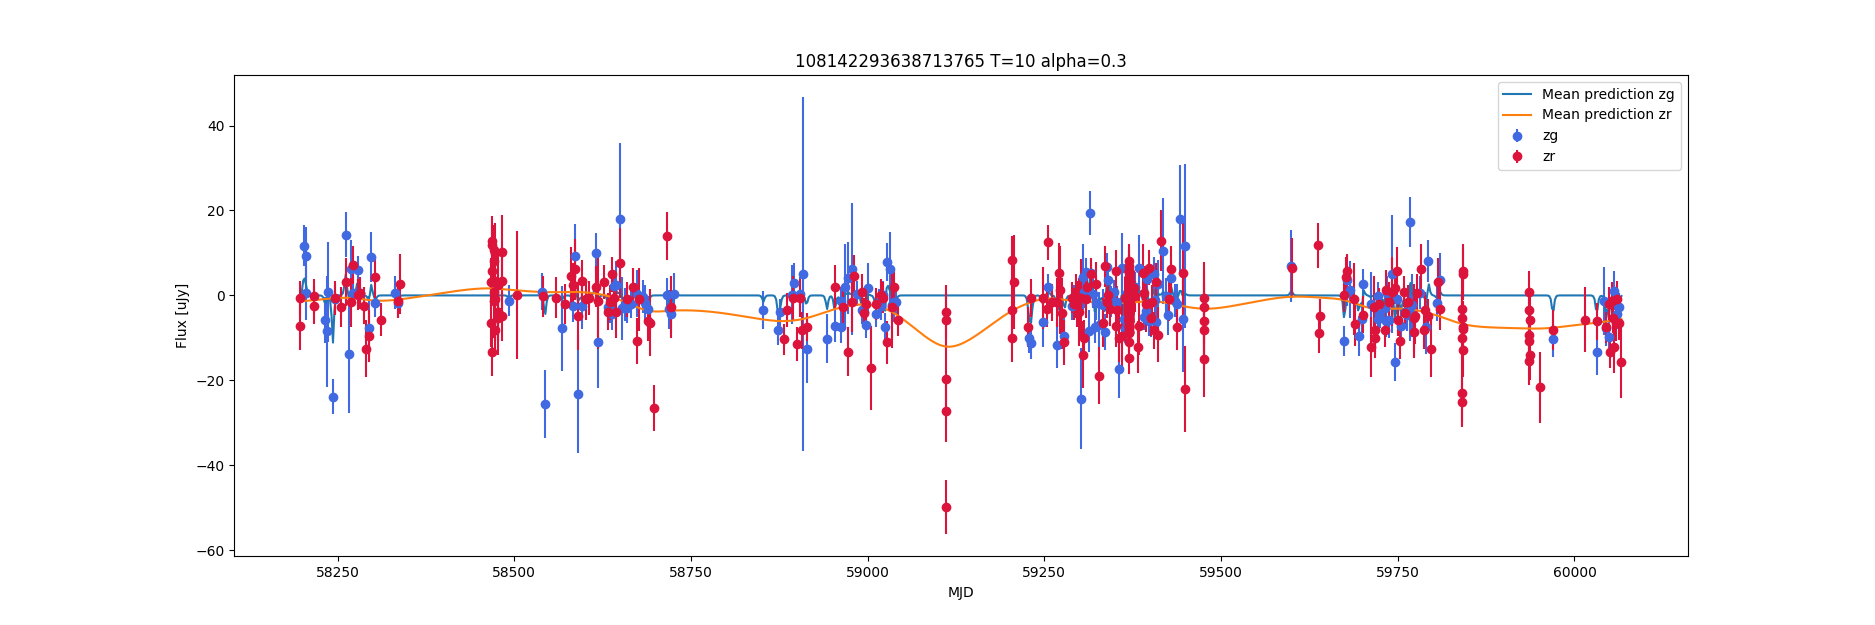 108142293638713765 T=10 alpha=0.3
Mean prediction zg
Mean prediction zr
zg
zr
Flux [uJy]
40
20
0
−20
−40
−60
58250 58500 58750 59000 59250 59500 59750 60000
MJD